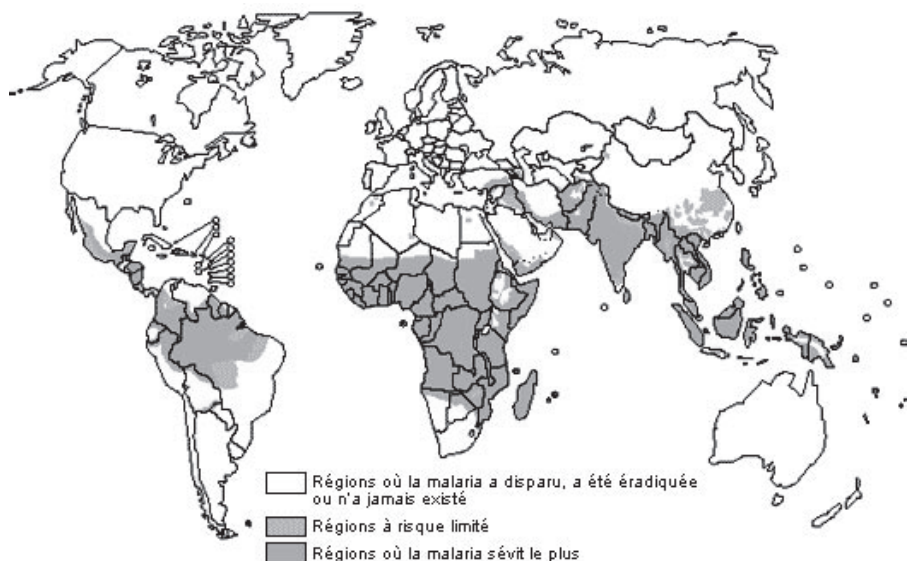 Régions où la malaria a disparu, a été éradiquée
ou n'a jamais existé
Régions à risque limité
Régions où la malaria sévit le plus